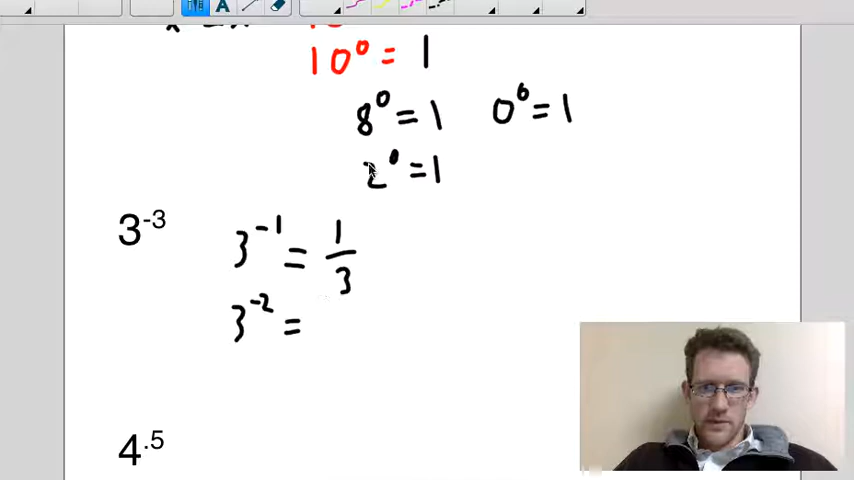 10⁰ = 1
8⁰ = 1 0⁰ = 1
2⁰ = 1
3⁻³ 3⁻¹ = 1/3
3⁻² =
4^.5